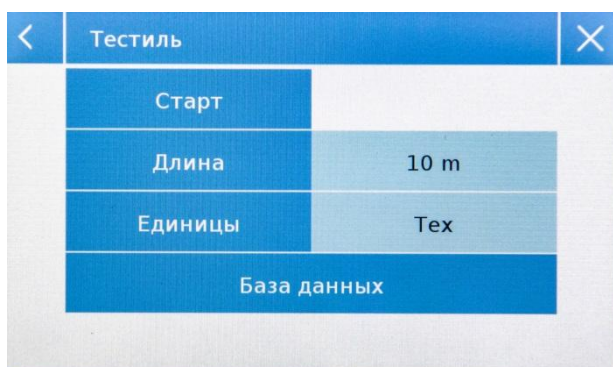 Тестиль
Старт
Длина 10 m
Единицы Tex
База данных